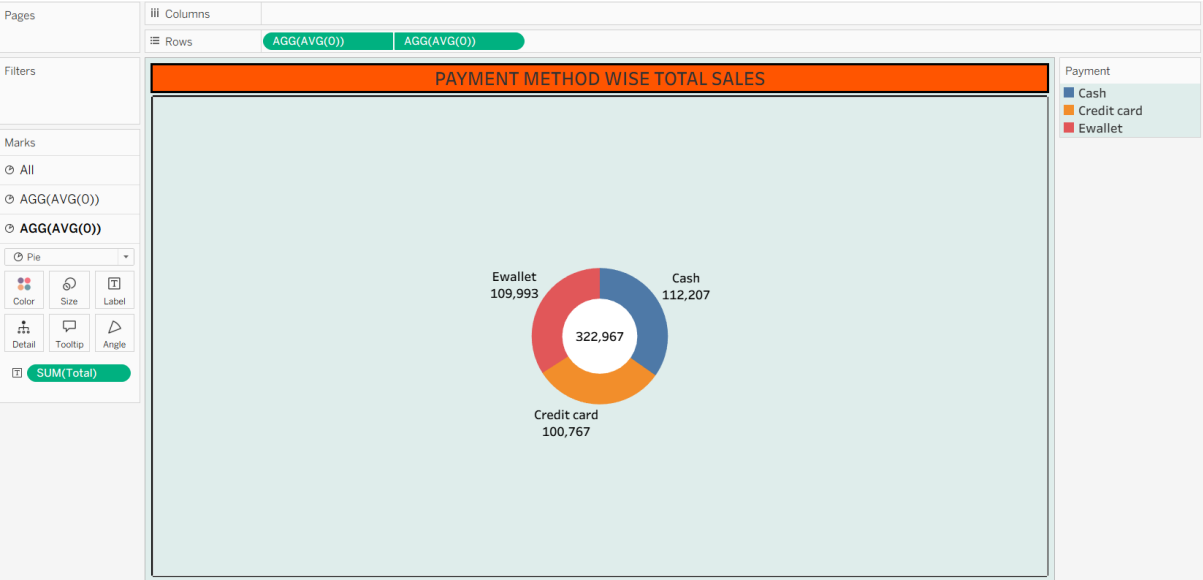 Pages
Columns
Rows
AGG(AVG(0)) AGG(AVG(0))
Filters
Marks
All
AGG(AVG(0))
AGG(AVG(0))
Pie
Color Size Label
Detail Tooltip Angle
SUM(Total)
PAYMENT METHOD WISE TOTAL SALES
Ewallet
109,993
Cash
112,207
322,967
Credit card
100,767
Payment
Cash
Credit card
Ewallet